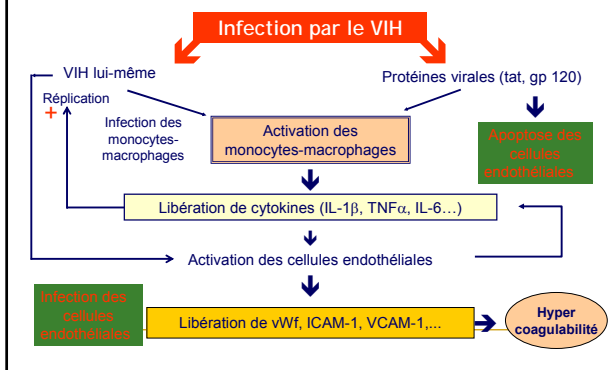 Infection par le VIH
VIH lui-même
Protéines virales (tat, gp 120)
Réplication
+
Infection des
monocytes-
macrophages
Activation des
monocytes-macrophages
Apoptose des
cellules
endothéliales
Libération de cytokines (IL-1β, TNFα, IL-6…)
Activation des cellules endothéliales
Infection des
cellules
endothéliales
Libération de vWf, ICAM-1, VCAM-1,...
Hyper
coagulabilité